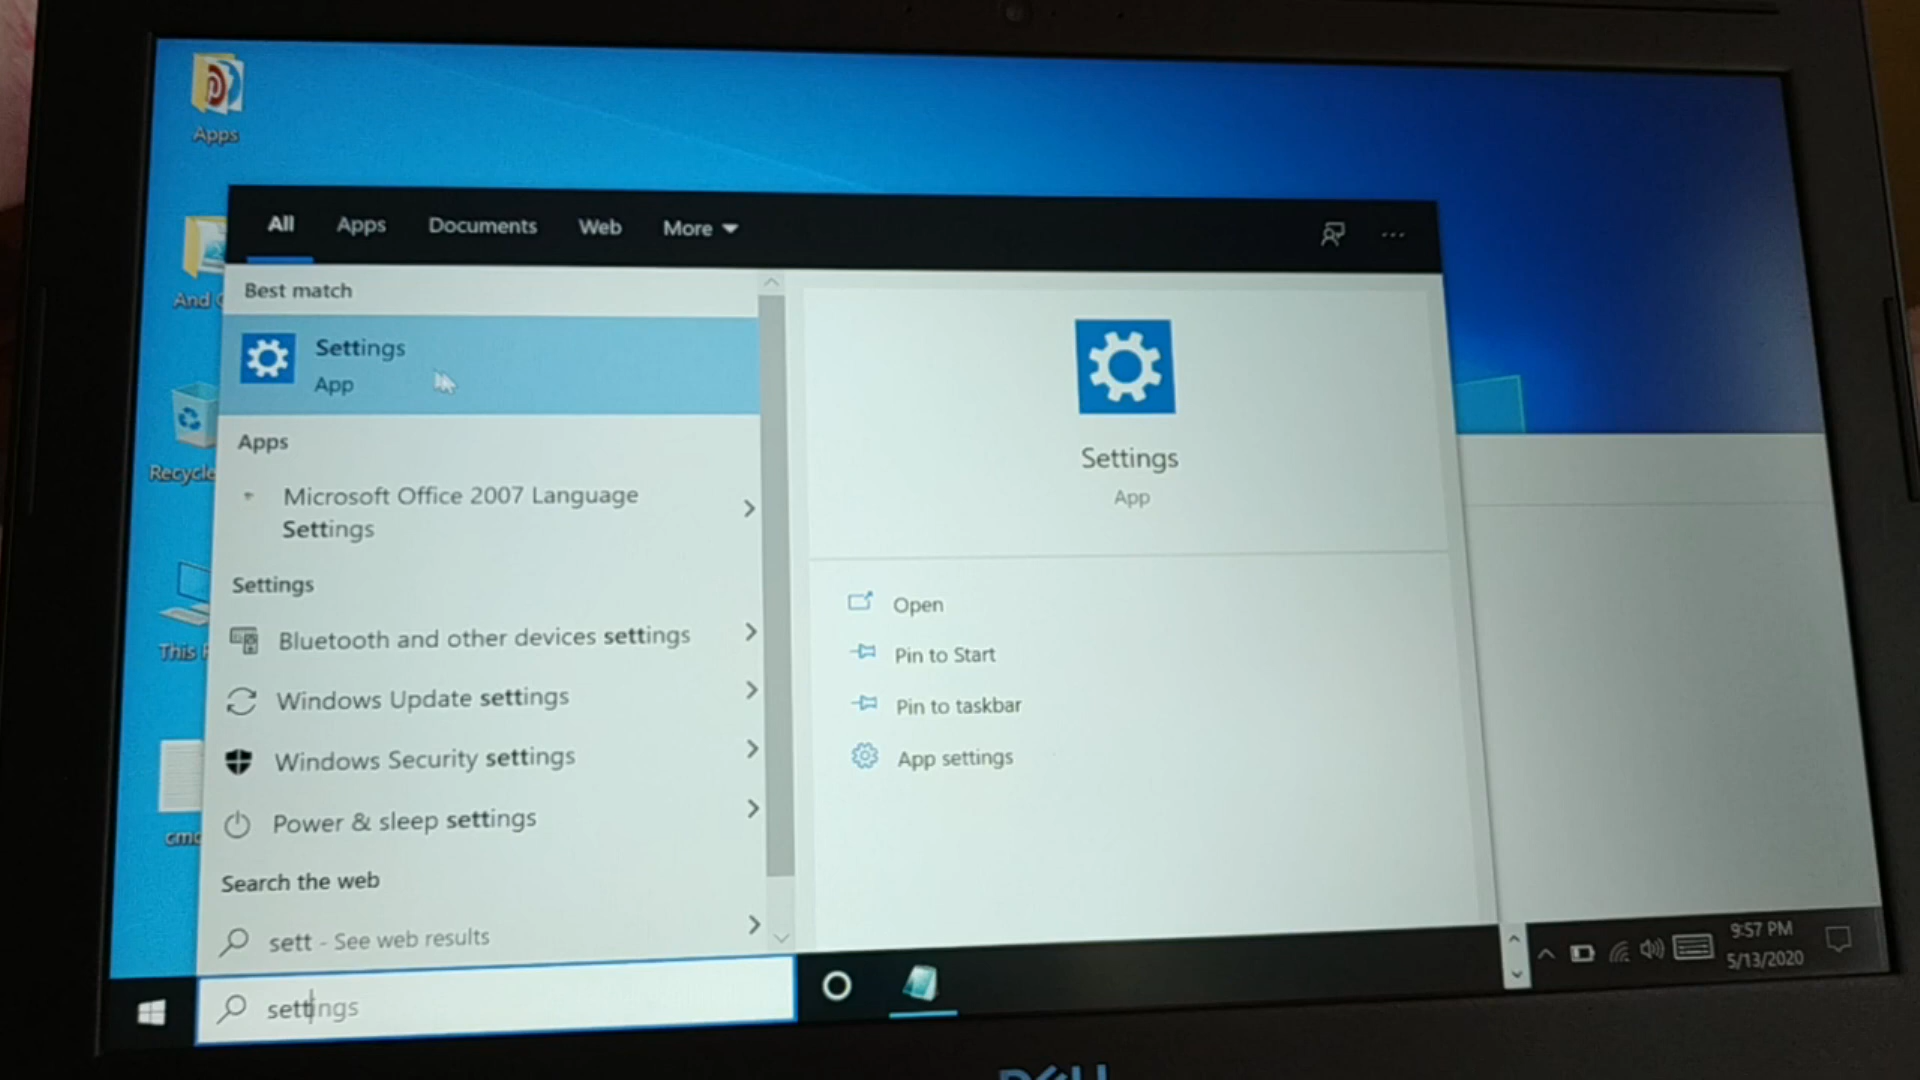 Apps
All Apps Documents Web More
Best match
And
Settings
App
Settings
App
Apps
Recycle
Microsoft Office 2007 Language
Settings
Settings
Open
Bluetooth and other devices settings
Pin to Start
This
Windows Update settings
Pin to taskbar
Windows Security settings
App settings
Power & sleep settings
cmd
Search the web
sett - See web results
settings
9:57 PM
5/13/2020
DELL